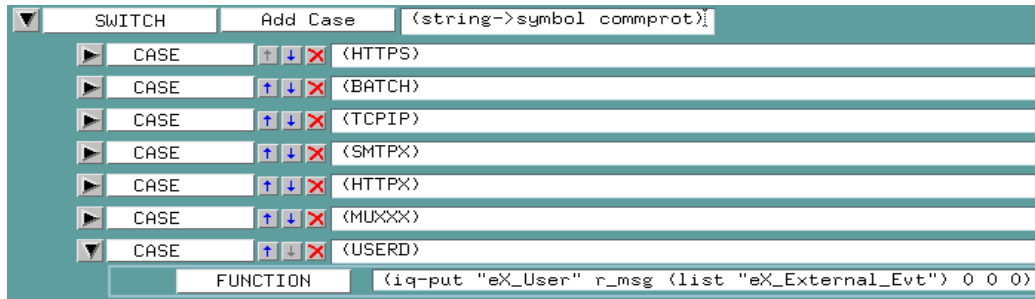 SWITCH Add Case (string->symbol commprot)
CASE (HTTPS)
CASE (BATCH)
CASE (TCPIP)
CASE (SMTPX)
CASE (HTTPX)
CASE (MUXXX)
CASE (USERD)
FUNCTION (iq-put "eX_User" r_msg (list "eX_External_Evt") 0 0 0)